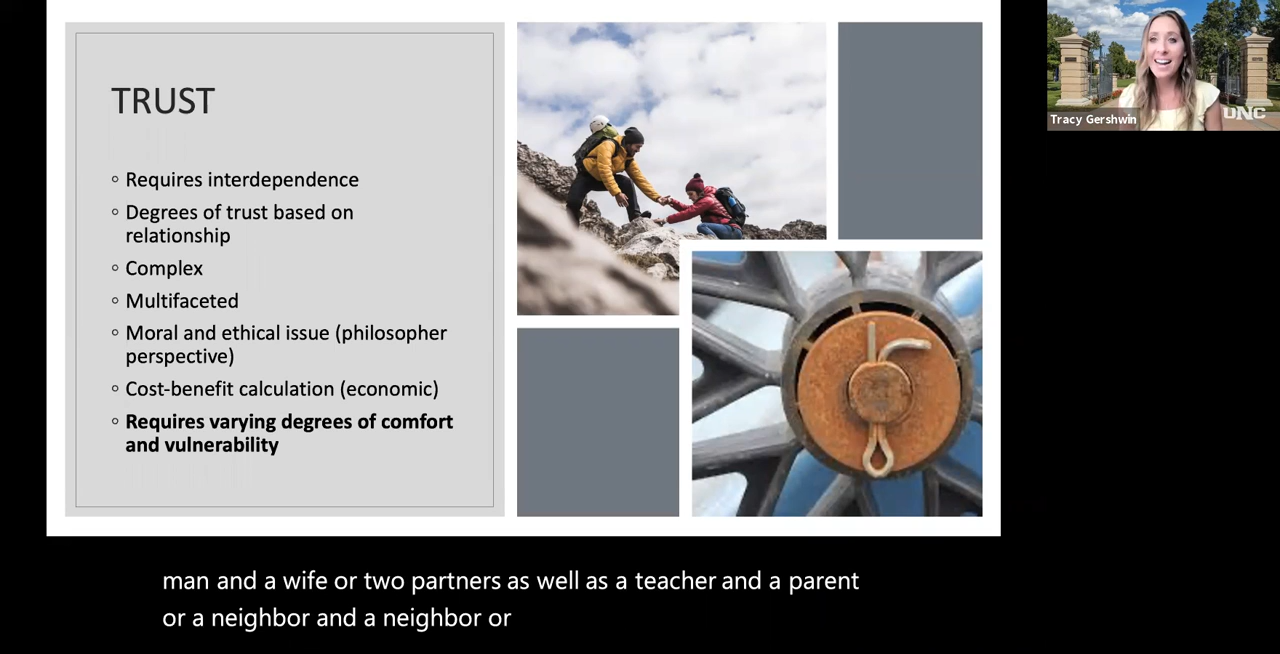 TRUST
◦ Requires interdependence
◦ Degrees of trust based on
relationship
◦ Complex
◦ Multifaceted
◦ Moral and ethical issue (philosopher
perspective)
◦ Cost-benefit calculation (economic)
◦ Requires varying degrees of comfort
and vulnerability
Tracy Gershwin
UNC
man and a wife or two partners as well as a teacher and a parent
or a neighbor and a neighbor or